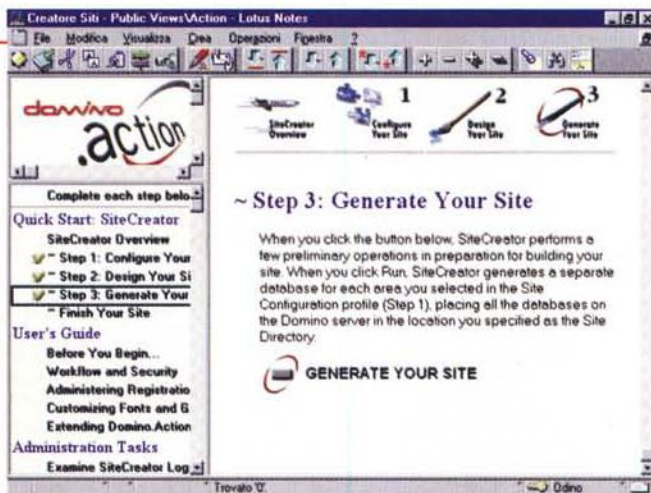 Creatore Siti - Public Views\Action - Lotus Notes
File Modifica Visualizza Crea Operazioni Finestra ?
domino
.action
SiteCreator
Overview
1
Configure
Your Site
2
Design
Your Site
3
Generate
Your Site
Complete each step belo
Quick Start: SiteCreator
SiteCreator Overview
~ Step 1: Configure Your
~ Step 2: Design Your Si
~ Step 3: Generate Your
~ Finish Your Site
User's Guide
Before You Begin...
Workflow and Security
Administering Registratio
Customizing Fonts and G
Extending Domino.Action
Administration Tasks
Examine SiteCreator Log
~ Step 3: Generate Your Site
When you click the button below, SiteCreator performs a
few preliminary operations in preparation for building your
site. When you click Run, SiteCreator generates a separate
database for each area you selected in the Site
Configuration profile (Step 1), placing all the databases on
the Domino server in the location you specified as the Site
Directory.
GENERATE YOUR SITE
Trovato '0'.
Odino